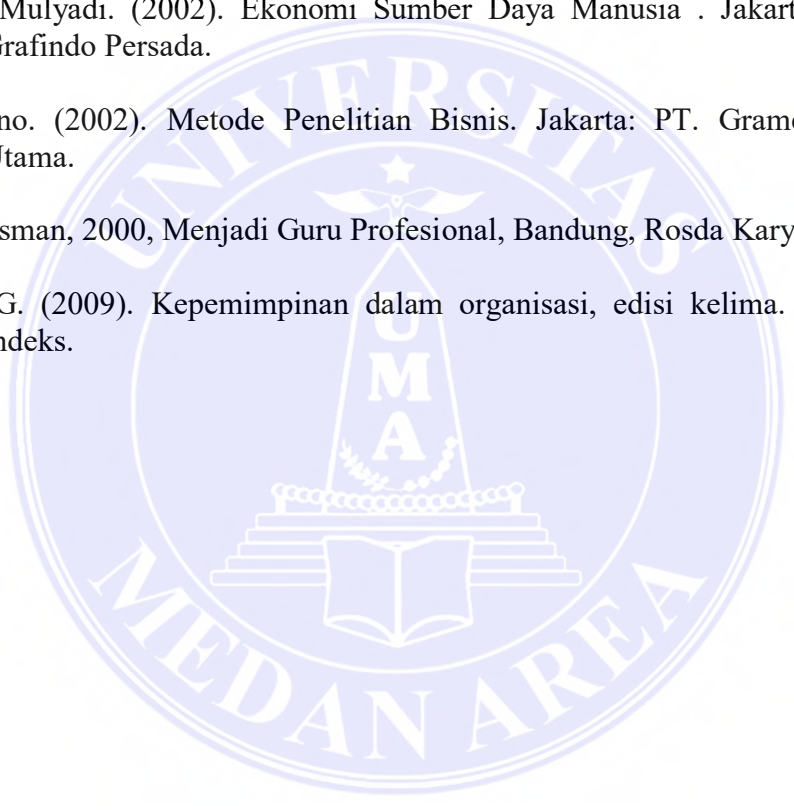 Mulyadi. (2002). Ekonomi Sumber Daya Manusia . Jakart
Grafindo Persada.
no. (2002). Metode Penelitian Bisnis. Jakarta: PT. Gram
Utama.
sman, 2000, Menjadi Guru Profesional, Bandung, Rosda Kary
G. (2009). Kepemimpinan dalam organisasi, edisi kelima.
ndeks.
UNIVERSITAS
U
M
A
MEDAN AREA